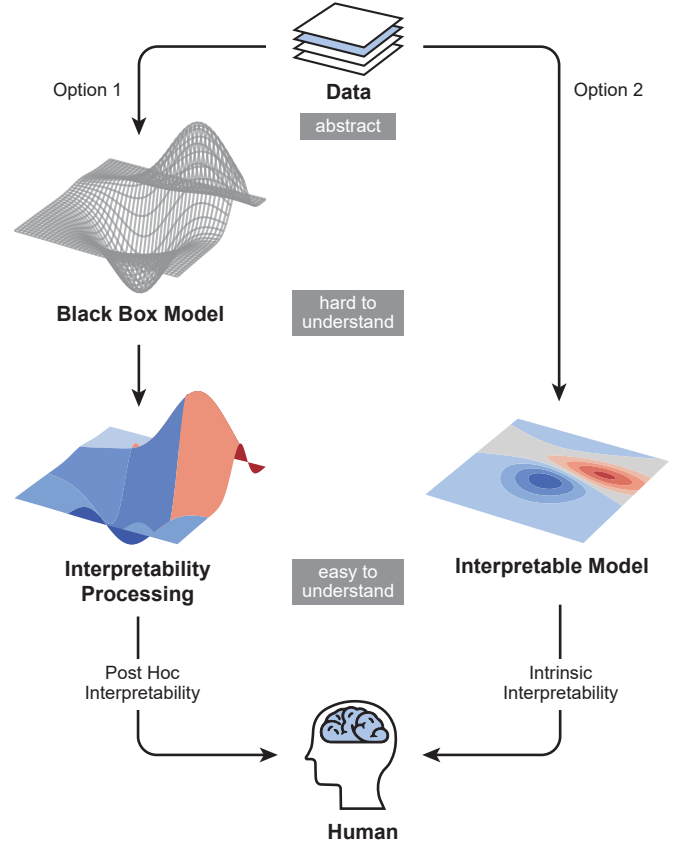 Option 1
Data
Option 2
abstract
Black Box Model
hard to
understand
Interpretability
Processing
easy to
understand
Interpretable Model
Post Hoc
Interpretability
Intrinsic
Interpretability
Human